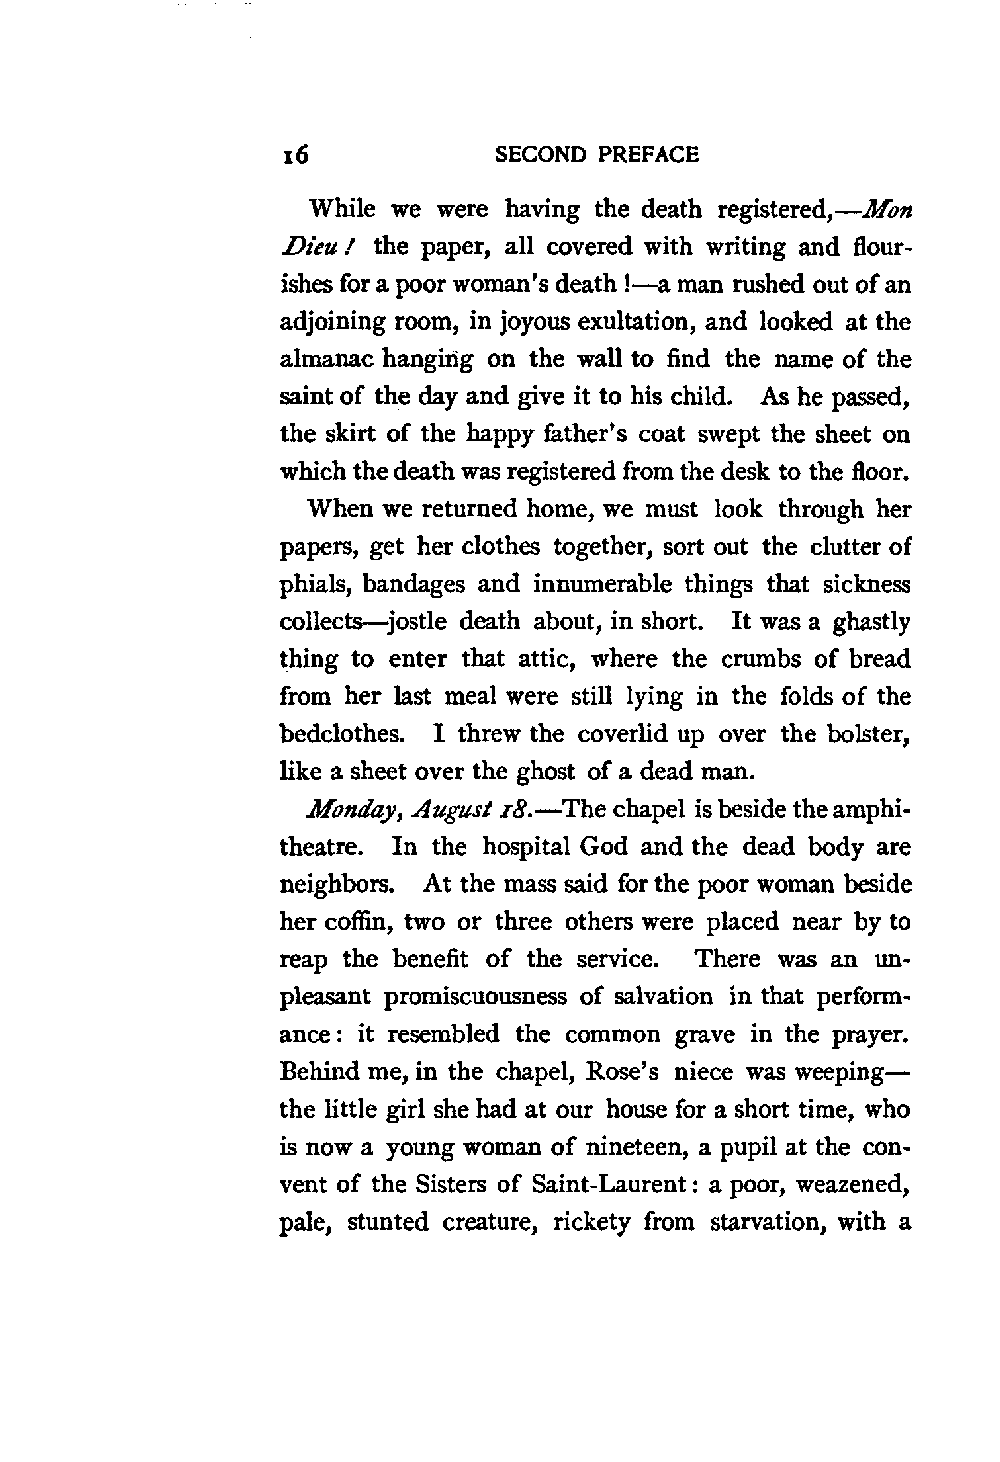 16 SECOND PREFACE
While we were having the death registered,—Mon
Dieu ! the paper, all covered with writing and flour-
ishes for a poor woman's death !—a man rushed out of an
adjoining room, in joyous exultation, and looked at the
almanac hanging on the wall to find the name of the
saint of the day and give it to his child. As he passed,
the skirt of the happy father's coat swept the sheet on
which the death was registered from the desk to the floor.
When we returned home, we must look through her
papers, get her clothes together, sort out the clutter of
phials, bandages and innumerable things that sickness
collects—jostle death about, in short. It was a ghastly
thing to enter that attic, where the crumbs of bread
from her last meal were still lying in the folds of the
bedclothes. I threw the coverlid up over the bolster,
like a sheet over the ghost of a dead man.
Monday, August 18.—The chapel is beside the amphi-
theatre. In the hospital God and the dead body are
neighbors. At the mass said for the poor woman beside
her coffin, two or three others were placed near by to
reap the benefit of the service. There was an un-
pleasant promiscuousness of salvation in that perform-
ance : it resembled the common grave in the prayer.
Behind me, in the chapel, Rose's niece was weeping—
the little girl she had at our house for a short time, who
is now a young woman of nineteen, a pupil at the con-
vent of the Sisters of Saint-Laurent : a poor, weazened,
pale, stunted creature, rickety from starvation, with a